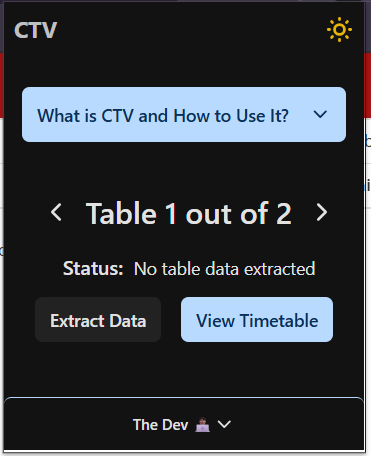 CTV
What is CTV and How to Use It?
Table 1 out of 2
Status: No table data extracted
Extract Data
View Timetable
The Dev 👩🏽‍💻